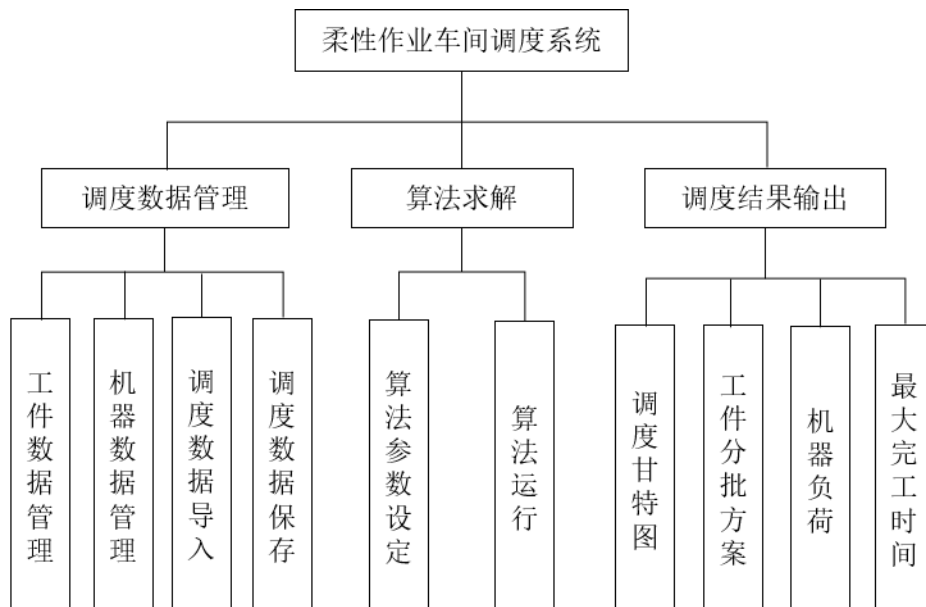 柔性作业车间调度系统
调度数据管理
算法求解
调度结果输出
工件数据管理
机器数据管理
调度数据导入
调度数据保存
算法参数设定
算法运行
调度甘特图
工件分批方案
机器负荷
最大完工时间